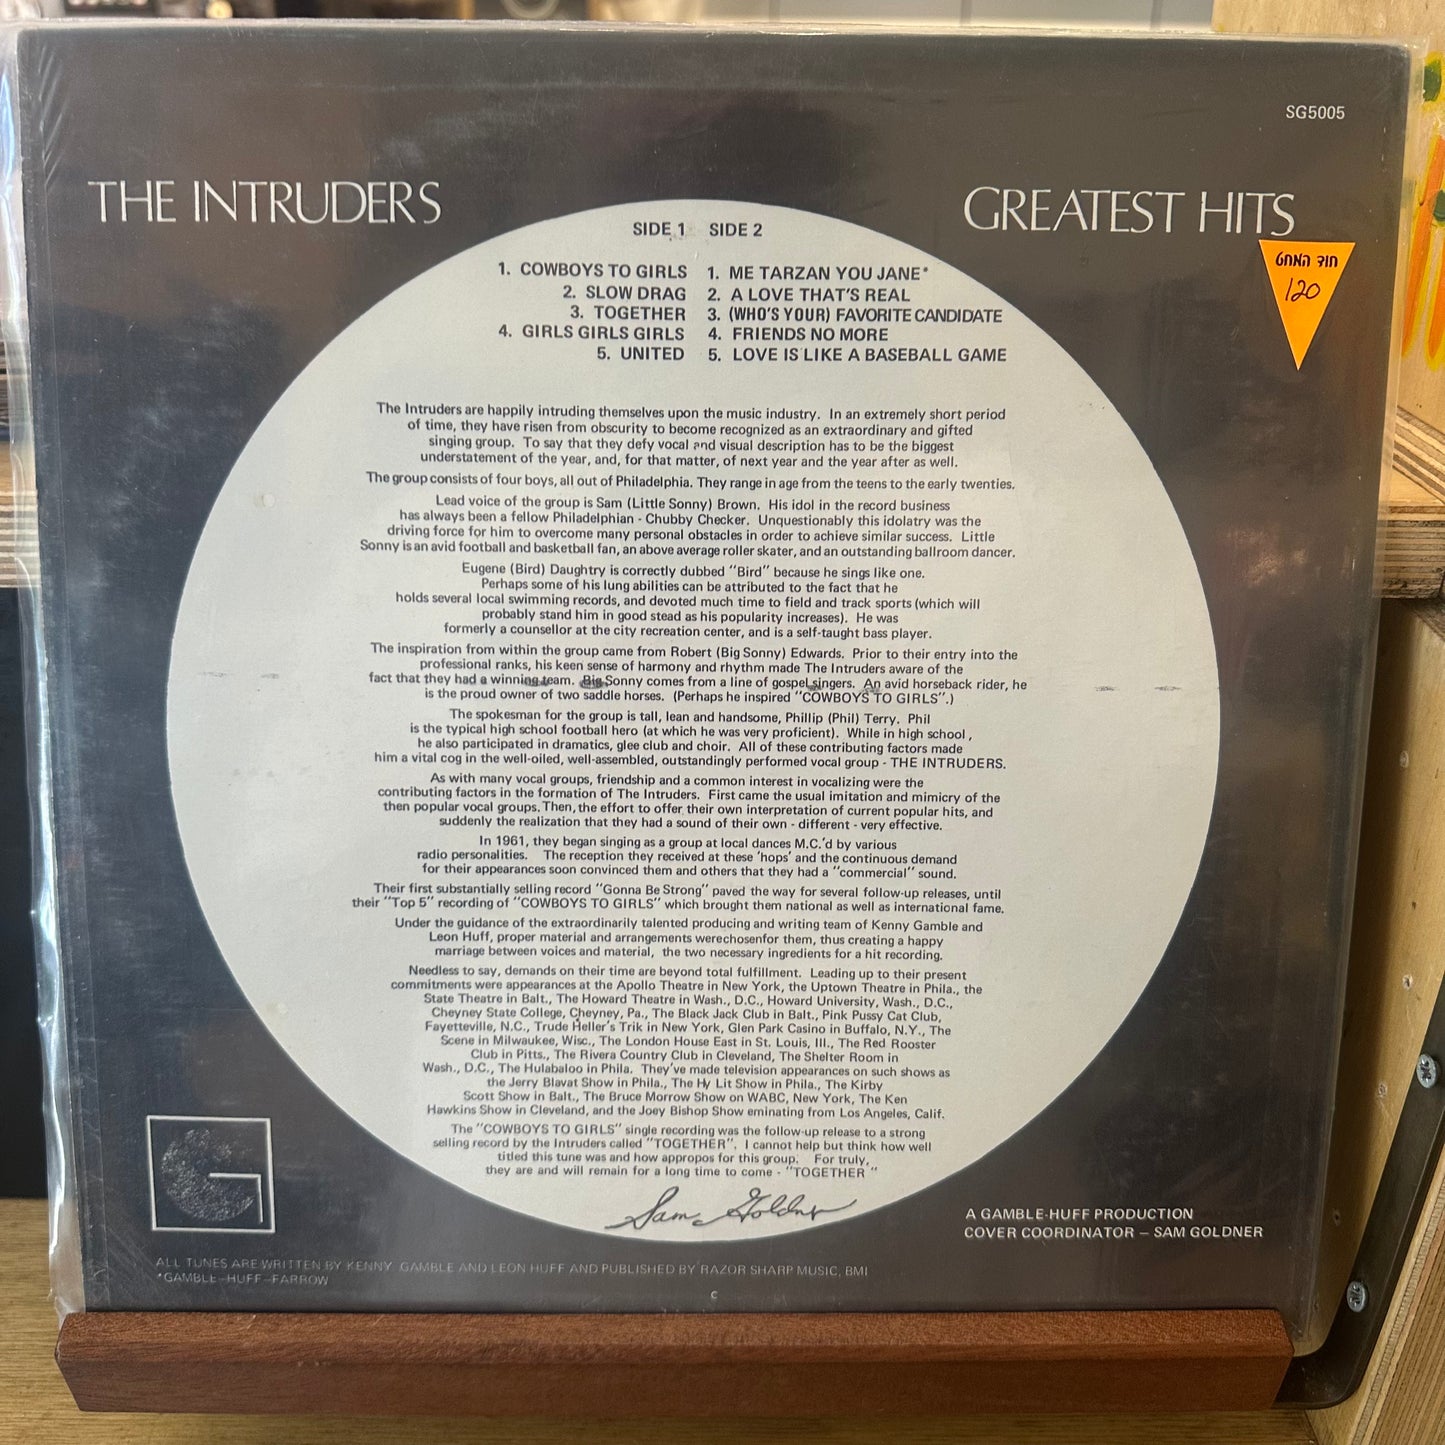 SG5005
THE INTRUDERS
GREATEST HITS
חוד המחט
120
SIDE 1 SIDE 2
1. COWBOYS TO GIRLS
2. SLOW DRAG
3. TOGETHER
4. GIRLS GIRLS GIRLS
5. UNITED
1. ME TARZAN YOU JANE*
2. A LOVE THAT'S REAL
3. (WHO'S YOUR) FAVORITE CANDIDATE
4. FRIENDS NO MORE
5. LOVE IS LIKE A BASEBALL GAME
The Intruders are happily intruding themselves upon the music industry. In an extremely short period
of time, they have risen from obscurity to become recognized as an extraordinary and gifted
singing group. To say that they defy vocal and visual description has to be the biggest
understatement of the year, and, for that matter, of next year and the year after as well.
The group consists of four boys, all out of Philadelphia. They range in age from the teens to the early twenties.
Lead voice of the group is Sam (Little Sonny) Brown. His idol in the record business
has always been a fellow Philadelphian - Chubby Checker. Unquestionably this idolatry was the
driving force for him to overcome many personal obstacles in order to achieve similar success. Little
Sonny is an avid football and basketball fan, an above average roller skater, and an outstanding ballroom dancer.
Eugene (Bird) Daughtry is correctly dubbed "Bird" because he sings like one.
Perhaps some of his lung abilities can be attributed to the fact that he
holds several local swimming records, and devoted much time to field and track sports (which will
probably stand him in good stead as his popularity increases). He was
formerly a counsellor at the city recreation center, and is a self-taught bass player.
The inspiration from within the group came from Robert (Big Sonny) Edwards. Prior to their entry into the
professional ranks, his keen sense of harmony and rhythm made The Intruders aware of the
fact that they had a winning team. Big Sonny comes from a line of gospel singers. An avid horseback rider, he
is the proud owner of two saddle horses. (Perhaps he inspired "COWBOYS TO GIRLS".)
The spokesman for the group is tall, lean and handsome, Phillip (Phil) Terry. Phil
is the typical high school football hero (at which he was very proficient). While in high school,
he also participated in dramatics, glee club and choir. All of these contributing factors made
him a vital cog in the well-oiled, well-assembled, outstandingly performed vocal group - THE INTRUDERS.
As with many vocal groups, friendship and a common interest in vocalizing were the
contributing factors in the formation of The Intruders. First came the usual imitation and mimicry of the
then popular vocal groups. Then, the effort to offer their own interpretation of current popular hits, and
suddenly the realization that they had a sound of their own - different - very effective.
In 1961, they began singing as a group at local dances M.C.'d by various
radio personalities. The reception they received at these 'hops' and the continuous demand
for their appearances soon convinced them and others that they had a "commercial" sound.
Their first substantially selling record "Gonna Be Strong" paved the way for several follow-up releases, until
their "Top 5" recording of "COWBOYS TO GIRLS" which brought them national as well as international fame.
Under the guidance of the extraordinarily talented producing and writing team of Kenny Gamble and
Leon Huff, proper material and arrangements werechosenfor them, thus creating a happy
marriage between voices and material, the two necessary ingredients for a hit recording.
Needless to say, demands on their time are beyond total fulfillment. Leading up to their present
commitments were appearances at the Apollo Theatre in New York, the Uptown Theatre in Phila., the
State Theatre in Balt., The Howard Theatre in Wash., D.C., Howard University, Wash., D.C.,
Cheyney State College, Cheyney, Pa., The Black Jack Club in Balt., Pink Pussy Cat Club,
Fayetteville, N.C., Trude Heller's Trik in New York, Glen Park Casino in Buffalo, N.Y., The
Scene in Milwaukee, Wisc., The London House East in St. Louis, Ill., The Red Rooster
Club in Pitts., The Rivera Country Club in Cleveland, The Shelter Room in
Wash., D.C., The Hulabaloo in Phila. They've made television appearances on such shows as
the Jerry Blavat Show in Phila., The Hy Lit Show in Phila., The Kirby
Scott Show in Balt., The Bruce Morrow Show on WABC, New York, The Ken
Hawkins Show in Cleveland, and the Joey Bishop Show eminating from Los Angeles, Calif.
The "COWBOYS TO GIRLS" single recording was the follow-up release to a strong
selling record by the Intruders called "TOGETHER". I cannot help but think how well
titled this tune was and how appropos for this group. For truly,
they are and will remain for a long time to come - "TOGETHER"
Sam Goldner
G
A GAMBLE-HUFF PRODUCTION
COVER COORDINATOR — SAM GOLDNER
ALL TUNES ARE WRITTEN BY KENNY GAMBLE AND LEON HUFF AND PUBLISHED BY RAZOR SHARP MUSIC, BMI
*GAMBLE-HUFF-FARROW
C